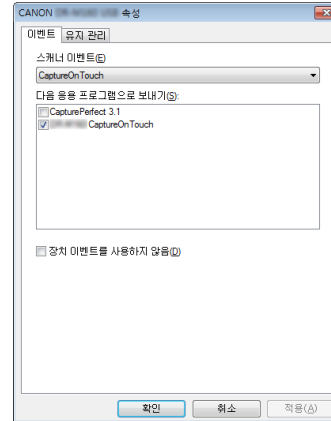 CANON USB 속성
이벤트 유지 관리
스캐너 이벤트(E)
CaptureOnTouch
다음 응용 프로그램으로 보내기(S):
CapturePerfect 3.1
CaptureOnTouch
장치 이벤트를 사용하지 않음(D)
확인 취소 적용(A)